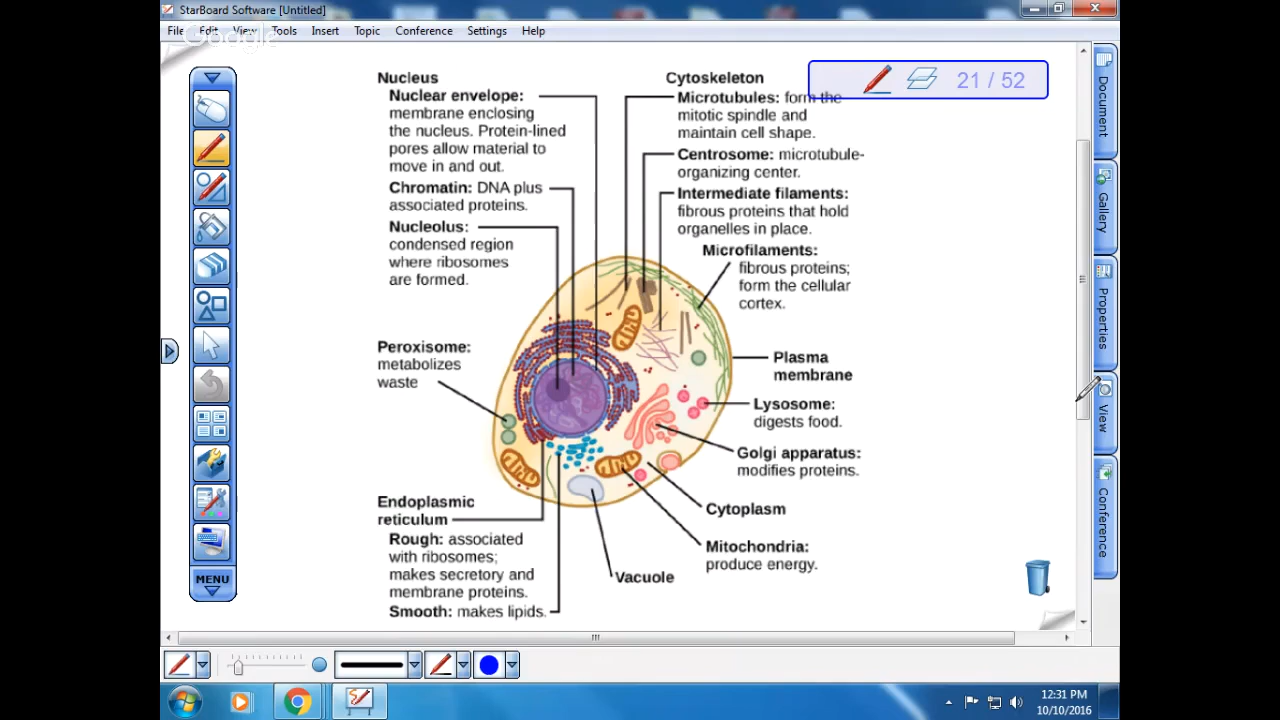 StarBoard Software [Untitled]
File Edit View Tools Insert Topic Conference Settings Help
Google
21 / 52
Nucleus
Nuclear envelope:
membrane enclosing
the nucleus. Protein-lined
pores allow material to
move in and out.
Chromatin: DNA plus
associated proteins.
Nucleolus:
condensed region
where ribosomes
are formed.
Peroxisome:
metabolizes
waste
Endoplasmic
reticulum
Rough: associated
with ribosomes;
makes secretory and
membrane proteins.
Smooth: makes lipids.
Cytoskeleton
Microtubules: form the
mitotic spindle and
maintain cell shape.
Centrosome: microtubule-
organizing center.
Intermediate filaments:
fibrous proteins that hold
organelles in place.
Microfilaments:
fibrous proteins;
form the cellular
cortex.
Plasma
membrane
Lysosome:
digests food.
Golgi apparatus:
modifies proteins.
Cytoplasm
Mitochondria:
produce energy.
Vacuole
MENU
Document
Gallery
Properties
View
Conference
12:31 PM
10/10/2016